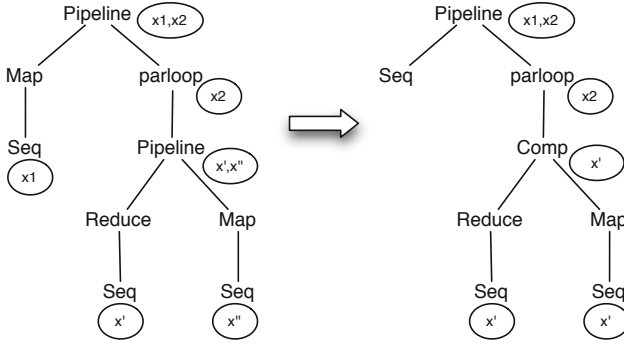 Pipeline x1,x2 Pipeline x1,x2
Map parloop x2 Seq parloop x2
Seq Pipeline x',x" Comp x'
x1
Reduce Map Reduce Map
Seq Seq Seq Seq
x' x" x' x'